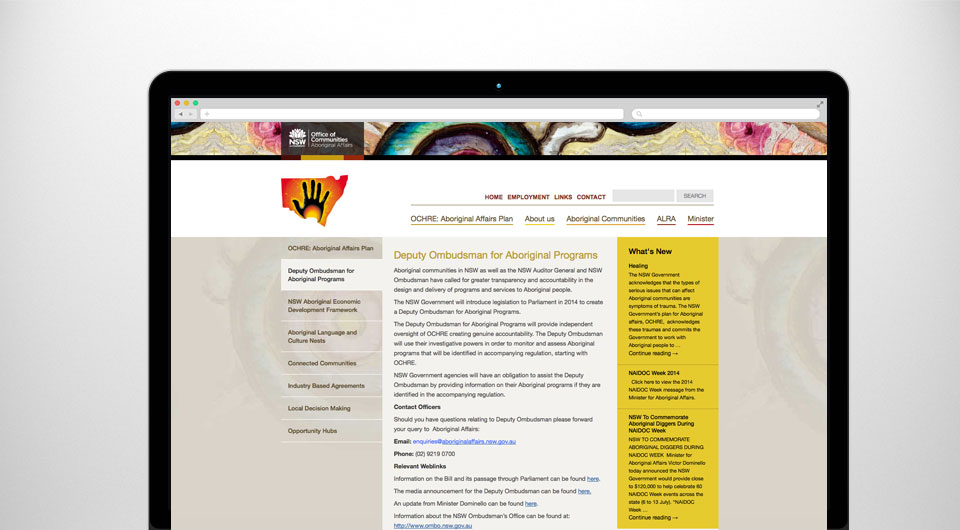 Office of
Communities
Aboriginal Affairs
NSW
HOME EMPLOYMENT LINKS CONTACT
SEARCH
OCHRE: Aboriginal Affairs Plan About us Aboriginal Communities ALRA Minister
OCHRE: Aboriginal Affairs Plan
Deputy Ombudsman for
Aboriginal Programs
NSW Aboriginal Economic
Development Framework
Aboriginal Language and
Culture Nests
Connected Communities
Industry Based Agreements
Local Decision Making
Opportunity Hubs
Deputy Ombudsman for Aboriginal Programs
Aboriginal communities in NSW as well as the NSW Auditor General and NSW
Ombudsman have called for greater transparency and accountability in the
design and delivery of programs and services to Aboriginal people.
The NSW Government will introduce legislation to Parliament in 2014 to create
a Deputy Ombudsman for Aboriginal Programs.
The Deputy Ombudsman for Aboriginal Programs will provide independent
oversight of OCHRE creating genuine accountability. The Deputy Ombudsman
will use their investigative powers in order to monitor and assess Aboriginal
programs that will be identified in accompanying regulation, starting with
OCHRE.
NSW Government agencies will have an obligation to assist the Deputy
Ombudsman by providing information on their Aboriginal programs if they are
identified in the accompanying regulation.
Contact Officers
Should you have questions relating to Deputy Ombudsman please forward
your query to Aboriginal Affairs:
Email: enquiries@aboriginalaffairs.nsw.gov.au
Phone: (02) 9219 0700
Relevant Weblinks
Information on the Bill and its passage through Parliament can be found here.
The media announcement for the Deputy Ombudsman can be found here.
An update from Minister Dominello can be found here.
Information about the NSW Ombudsman's Office can be found at:
http://www.ombo.nsw.gov.au
What's New
Healing
The NSW Government
acknowledges that the types of
serious issues that can affect
Aboriginal communities are
symptoms of trauma. The NSW
Government's plan for Aboriginal
affairs, OCHRE, acknowledges
these traumas and commits the
Government to work with
Aboriginal people to ...
Continue reading →
NAIDOC Week 2014
Click here to view the 2014
NAIDOC Week message from the
Minister for Aboriginal Affairs.
NSW To Commemorate
Aboriginal Diggers During
NAIDOC Week
NSW TO COMMEMORATE
ABORIGINAL DIGGERS DURING
NAIDOC WEEK Minister for
Aboriginal Affairs Victor Dominello
today announced the NSW
Government would provide close
to $120,000 to help celebrate 60
NAIDOC Week events across the
state (6 to 13 July). "NAIDOC
Week ...
Continue reading →